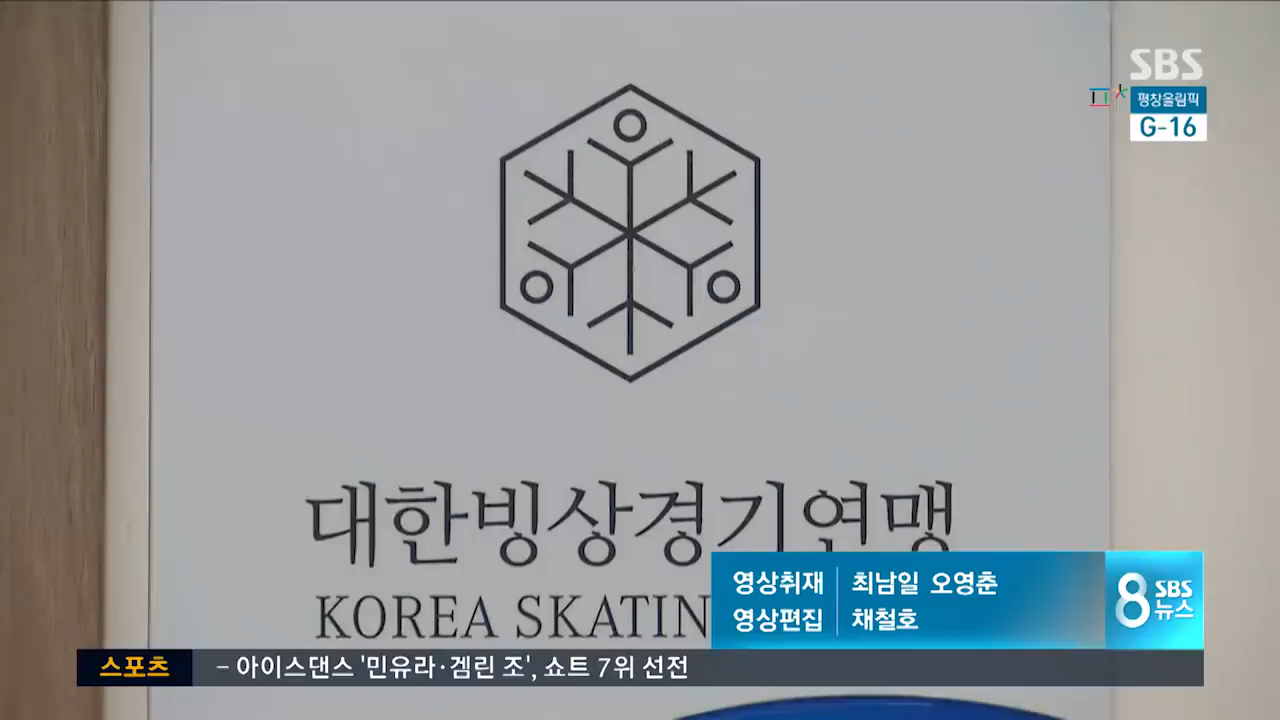 SBS
평창올림픽
G-16
대한빙상경기연맹
KOREA SKATIN
영상취재 최남일 오영춘
영상편집 채철호
8 SBS 뉴스
스포츠 - 아이스댄스 '민유라·겜린 조', 쇼트 7위 선전